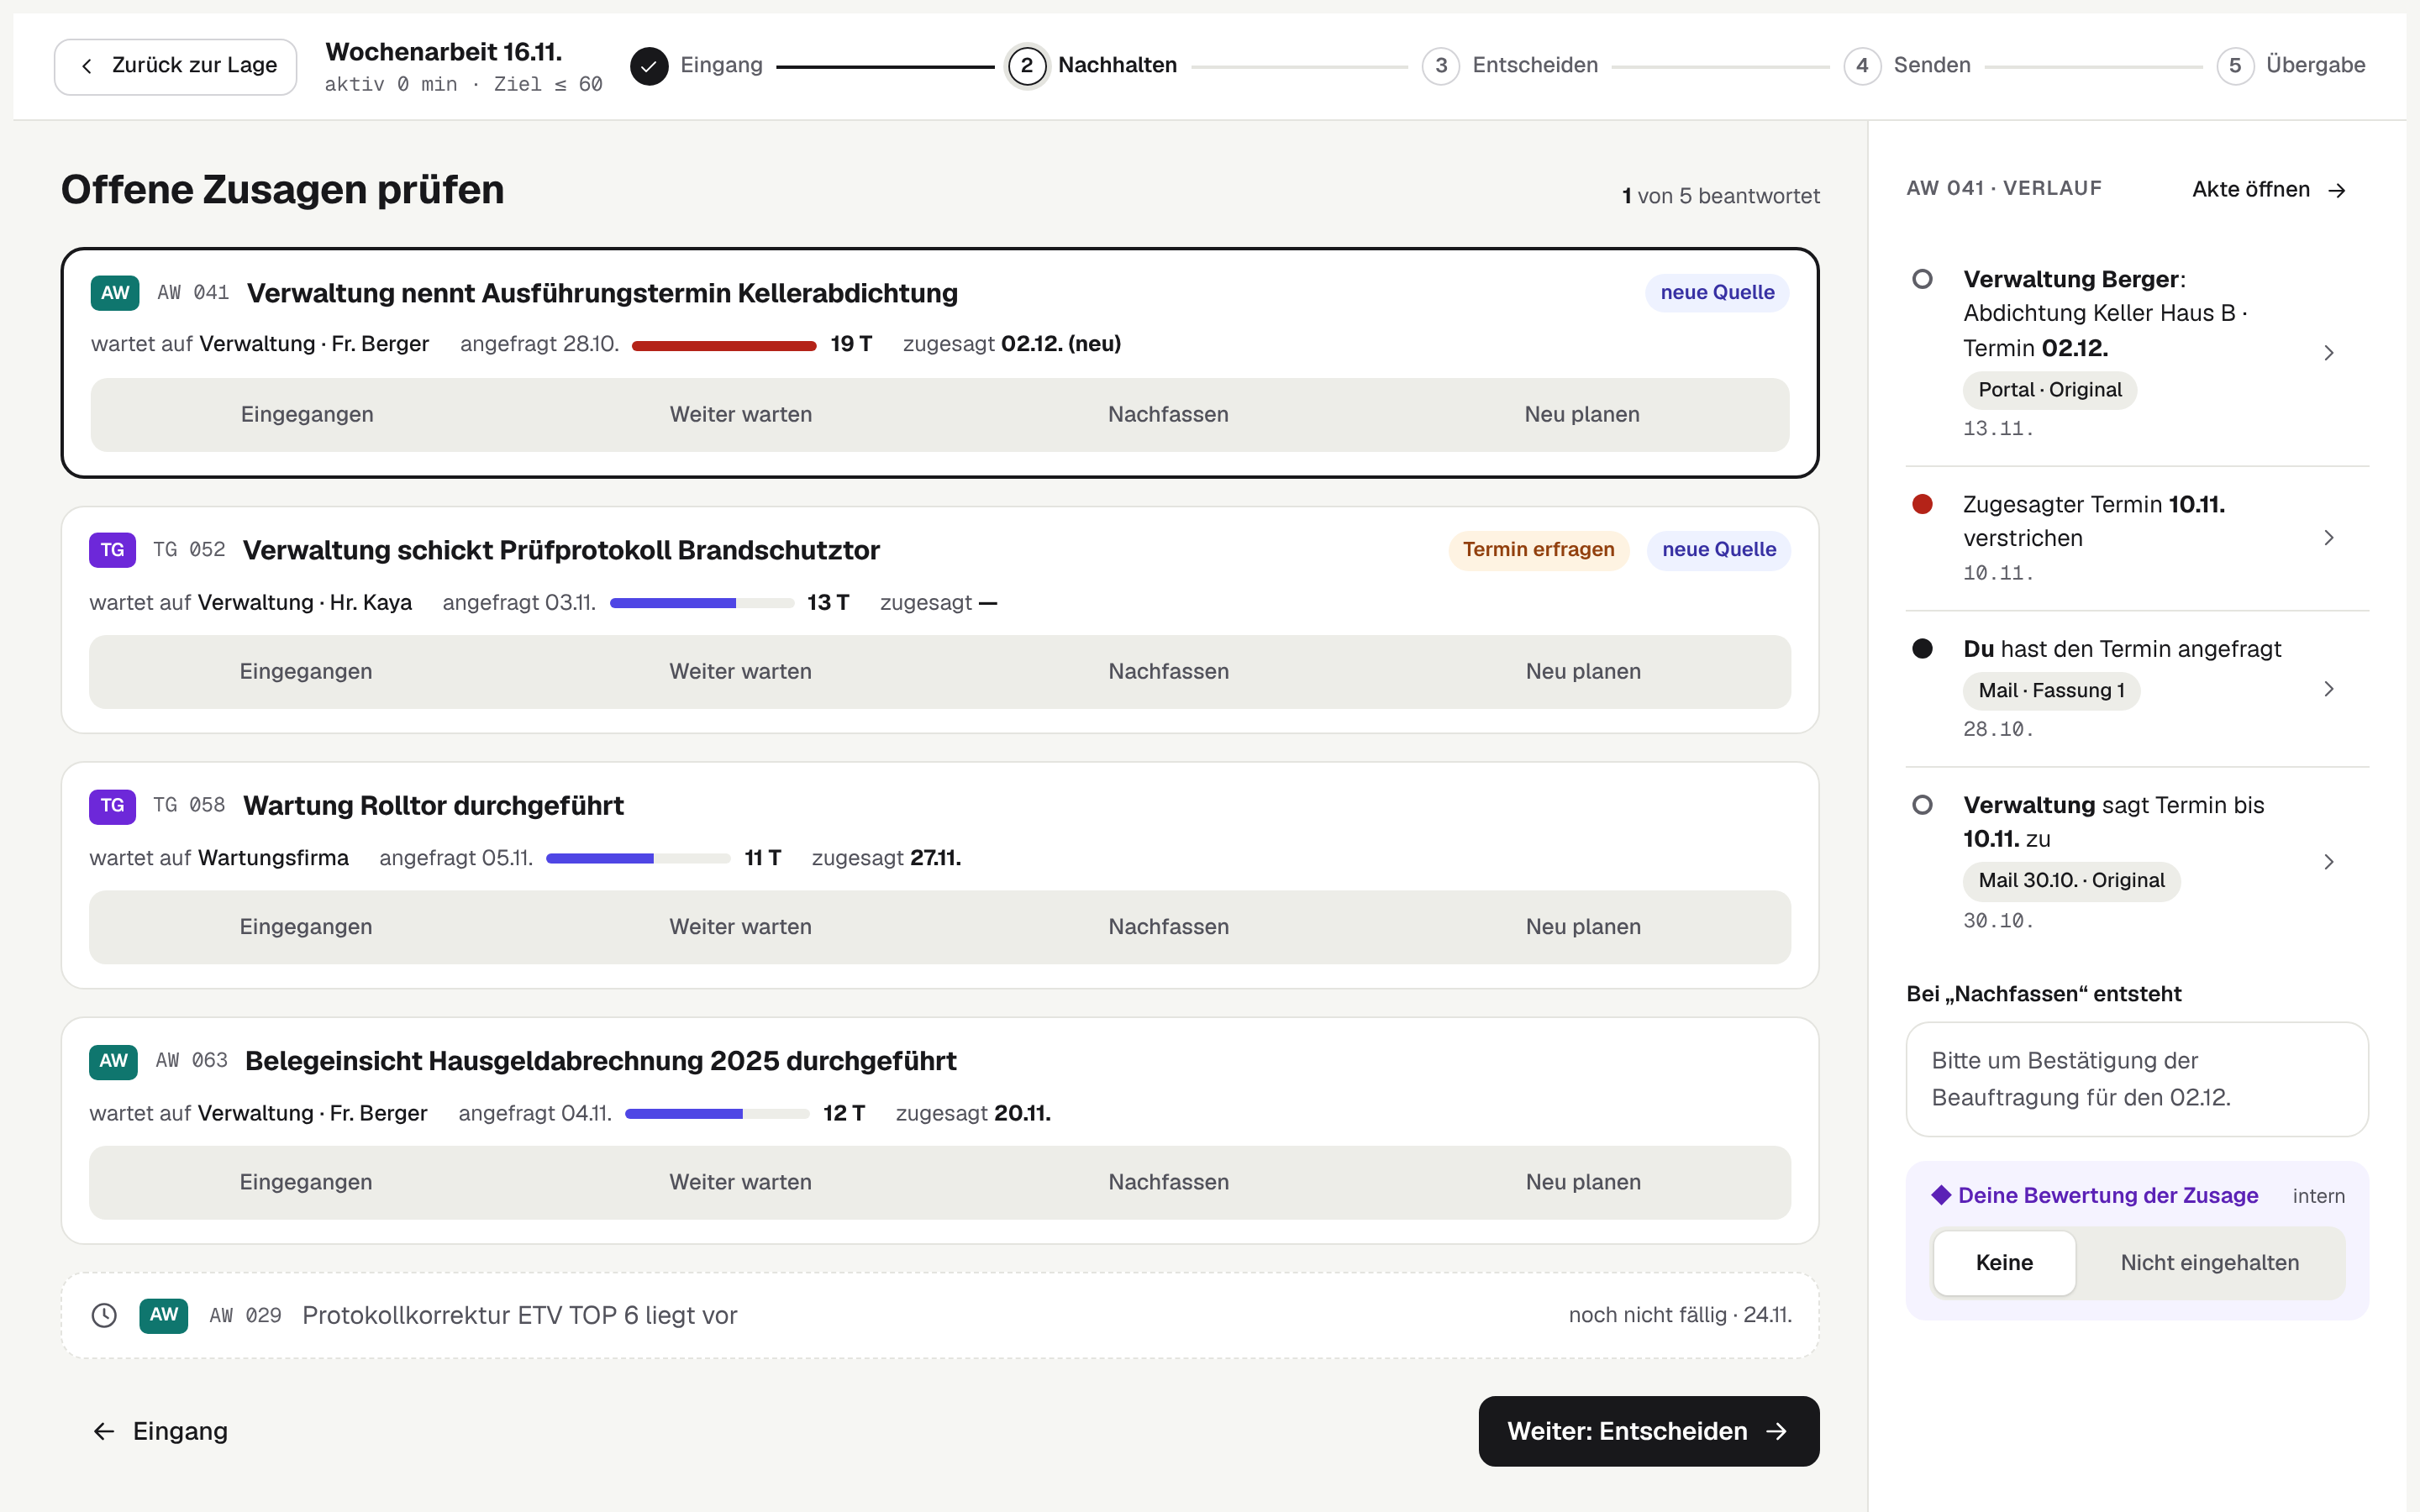 Zurück zur Lage
Wochenarbeit 16.11.
aktiv 0 min · Ziel ≤ 60
Eingang
2 Nachhalten
3 Entscheiden
4 Senden
5 Übergabe
Offene Zusagen prüfen
1 von 5 beantwortet
AW AW 041 Verwaltung nennt Ausführungstermin Kellerabdichtung neue Quelle
wartet auf Verwaltung · Fr. Berger angefragt 28.10. 19 T zugesagt 02.12. (neu)
Eingegangen Weiter warten Nachfassen Neu planen
TG TG 052 Verwaltung schickt Prüfprotokoll Brandschutztor Termin erfragen neue Quelle
wartet auf Verwaltung · Hr. Kaya angefragt 03.11. 13 T zugesagt —
Eingegangen Weiter warten Nachfassen Neu planen
TG TG 058 Wartung Rolltor durchgeführt
wartet auf Wartungsfirma angefragt 05.11. 11 T zugesagt 27.11.
Eingegangen Weiter warten Nachfassen Neu planen
AW AW 063 Belegeinsicht Hausgeldabrechnung 2025 durchgeführt
wartet auf Verwaltung · Fr. Berger angefragt 04.11. 12 T zugesagt 20.11.
Eingegangen Weiter warten Nachfassen Neu planen
AW AW 029 Protokollkorrektur ETV TOP 6 liegt vor noch nicht fällig · 24.11.
← Eingang
Weiter: Entscheiden →
AW 041 · VERLAUF
Akte öffnen →
Verwaltung Berger:
Abdichtung Keller Haus B ·
Termin 02.12.
Portal · Original
13.11.
Zugesagter Termin 10.11.
verstrichen
10.11.
Du hast den Termin angefragt
Mail · Fassung 1
28.10.
Verwaltung sagt Termin bis
10.11. zu
Mail 30.10. · Original
30.10.
Bei „Nachfassen“ entsteht
Bitte um Bestätigung der
Beauftragung für den 02.12.
Deine Bewertung der Zusage intern
Keine Nicht eingehalten